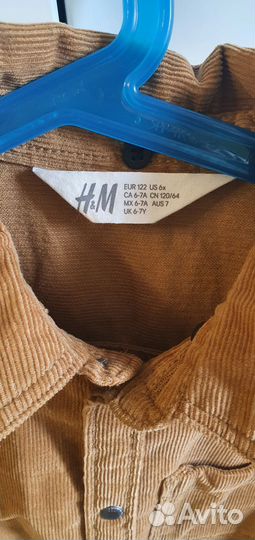 H&M
EUR 122 US 6x
CA 6-7A CN 120/64
MX 6-7A AUS 7
UK 6-7Y
Avito